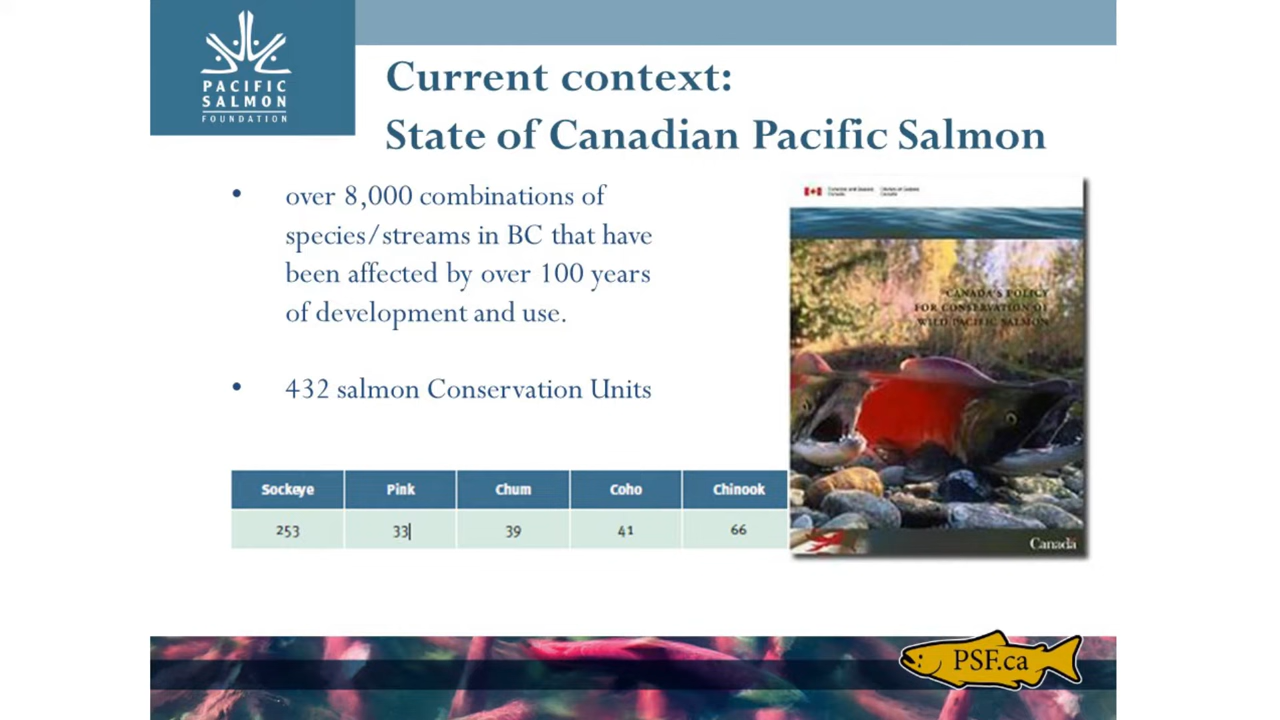 PACIFIC
SALMON
FOUNDATION
Current context:
State of Canadian Pacific Salmon
• over 8,000 combinations of
species/streams in BC that have
been affected by over 100 years
of development and use.
• 432 salmon Conservation Units
Sockeye Pink Chum Coho Chinook
253 33 39 41 66
CANADA'S POLICY
FOR CONSERVATION OF
WILD PACIFIC SALMON
Canada
PSF.ca